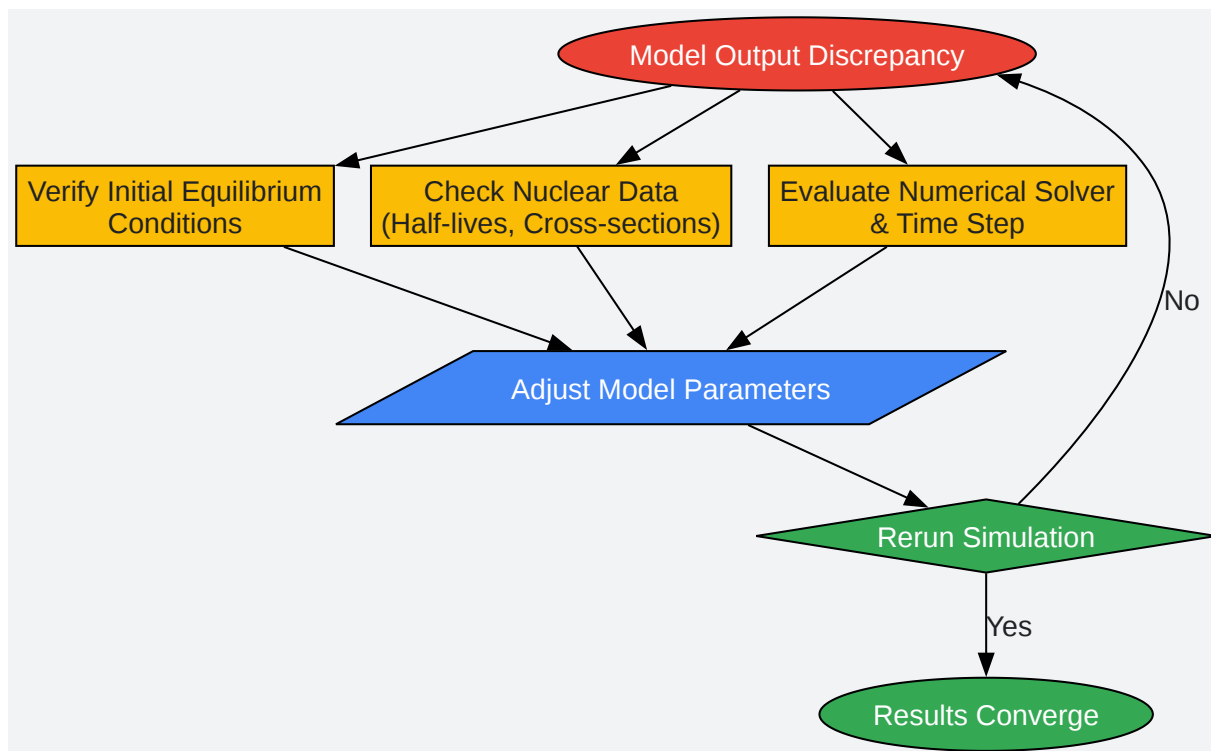 Model Output Discrepancy
Verify Initial Equilibrium
Conditions
Check Nuclear Data
(Half-lives, Cross-sections)
Evaluate Numerical Solver
& Time Step
No
Adjust Model Parameters
Rerun Simulation
Yes
Results Converge